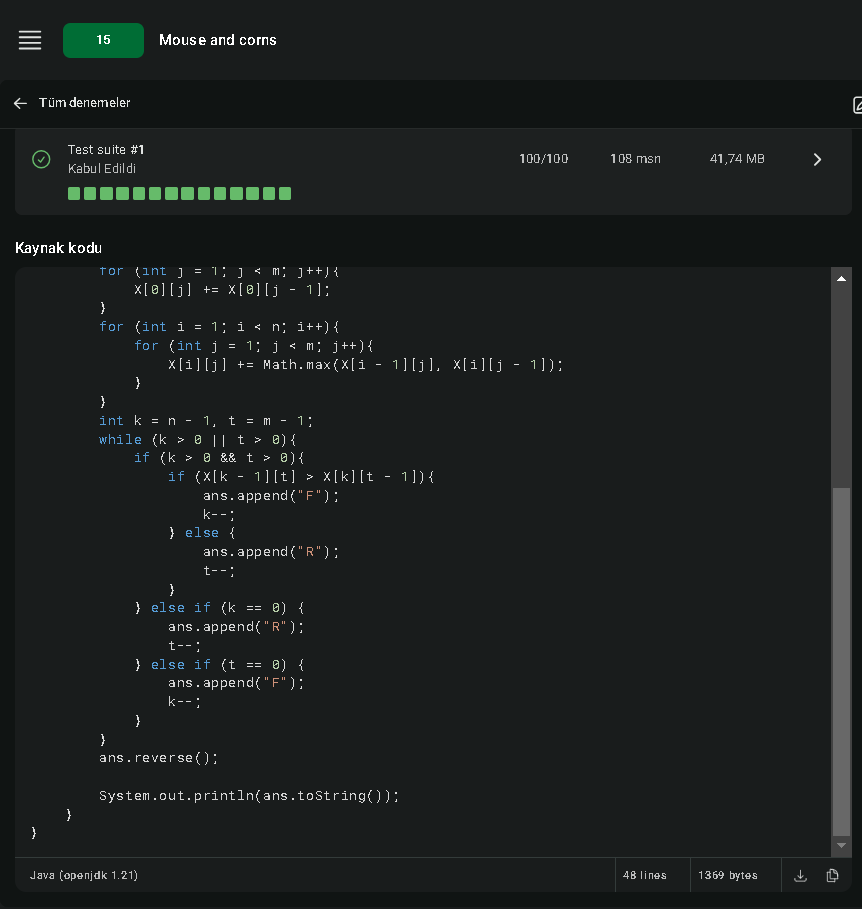 15 Mouse and corns
Tüm denemeler
Test suite #1
Kabul Edildi
100/100 108 msn 41,74 MB
Kaynak kodu
for (int j = 1; j < m; j++){
X[0][j] += X[0][j - 1];
}
for (int i = 1; i < n; i++){
for (int j = 1; j < m; j++){
X[i][j] += Math.max(X[i - 1][j], X[i][j - 1]);
}
}
int k = n - 1, t = m - 1;
while (k > 0 || t > 0){
if (k > 0 && t > 0){
if (X[k - 1][t] > X[k][t - 1]){
ans.append("F");
k--;
} else {
ans.append("R");
t--;
}
} else if (k == 0) {
ans.append("R");
t--;
} else if (t == 0) {
ans.append("F");
k--;
}
}
ans.reverse();
System.out.println(ans.toString());
}
}
Java (openjdk 1.21) 48 lines 1369 bytes